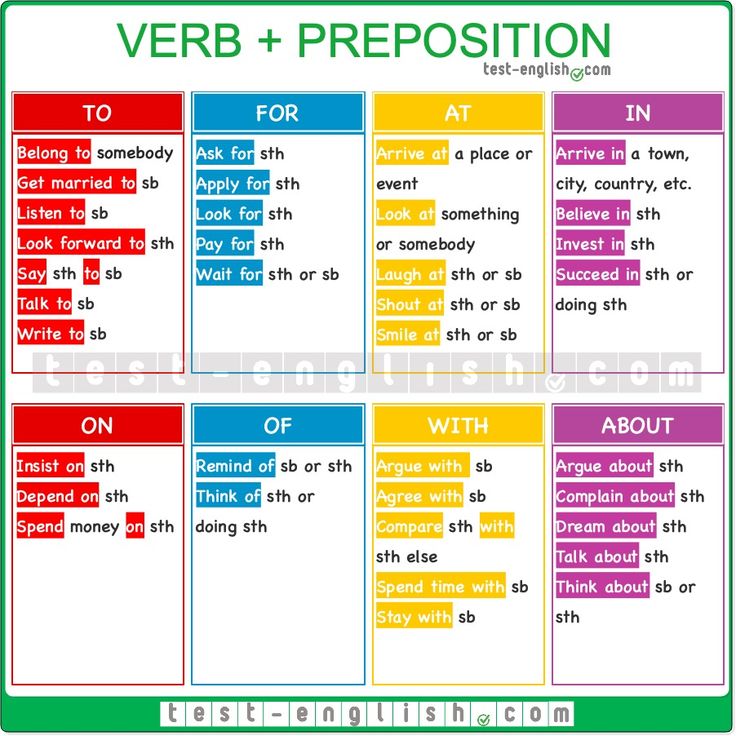 VERB + PREPOSITION
test-english.com
TO
Belong to somebody
Get married to sb
Listen to sb
Look forward to sth
Say sth to sb
Talk to sb
Write to sb
FOR
Ask for sth
Apply for sth
Look for sth
Pay for sth
Wait for sth or sb
AT
Arrive at a place or
event
Look at something
or somebody
Laugh at sth or sb
Shout at sth or sb
Smile at sth or sb
IN
Arrive in a town,
city, country, etc.
Believe in sth
Invest in sth
Succeed in sth or
doing sth
test-english.com
ON
Insist on sth
Depend on sth
Spend money on sth
OF
Remind of sb or sth
Think of sth or
doing sth
WITH
Argue with sb
Agree with sb
Compare sth with
sth else
Spend time with sb
Stay with sb
ABOUT
Argue about sth
Complain about sth
Dream about sth
Talk about sth
Think about sb or
sth
test-english.com